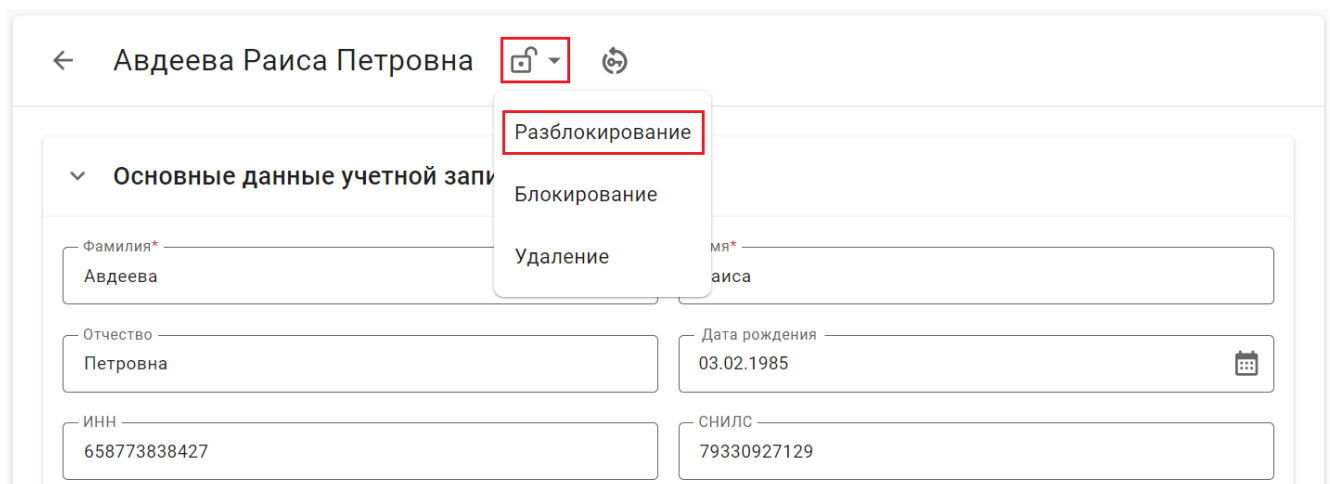 Авдеева Раиса Петровна
Разблокирование
Основные данные учетной запи
Блокирование
Удаление
Фамилия*
мя*
Авдеева
аиса
Отчество
Дата рождения
Петровна
03.02.1985
ИНН
СНИЛС
658773838427
79330927129